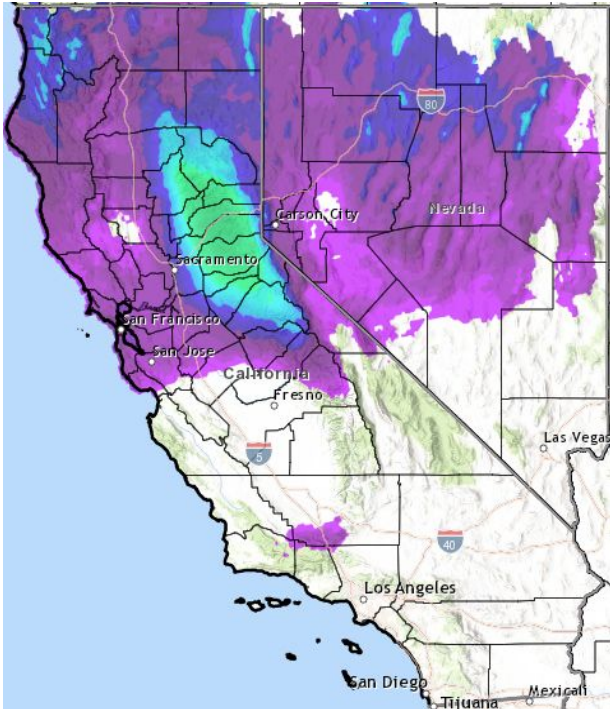 80
Nevada
Carson City
Sacramento
San Francisco
San Jose
California
Fresno
Las Vegas
5
40
Los Angeles
San Diego
Mexicali
Tijuana